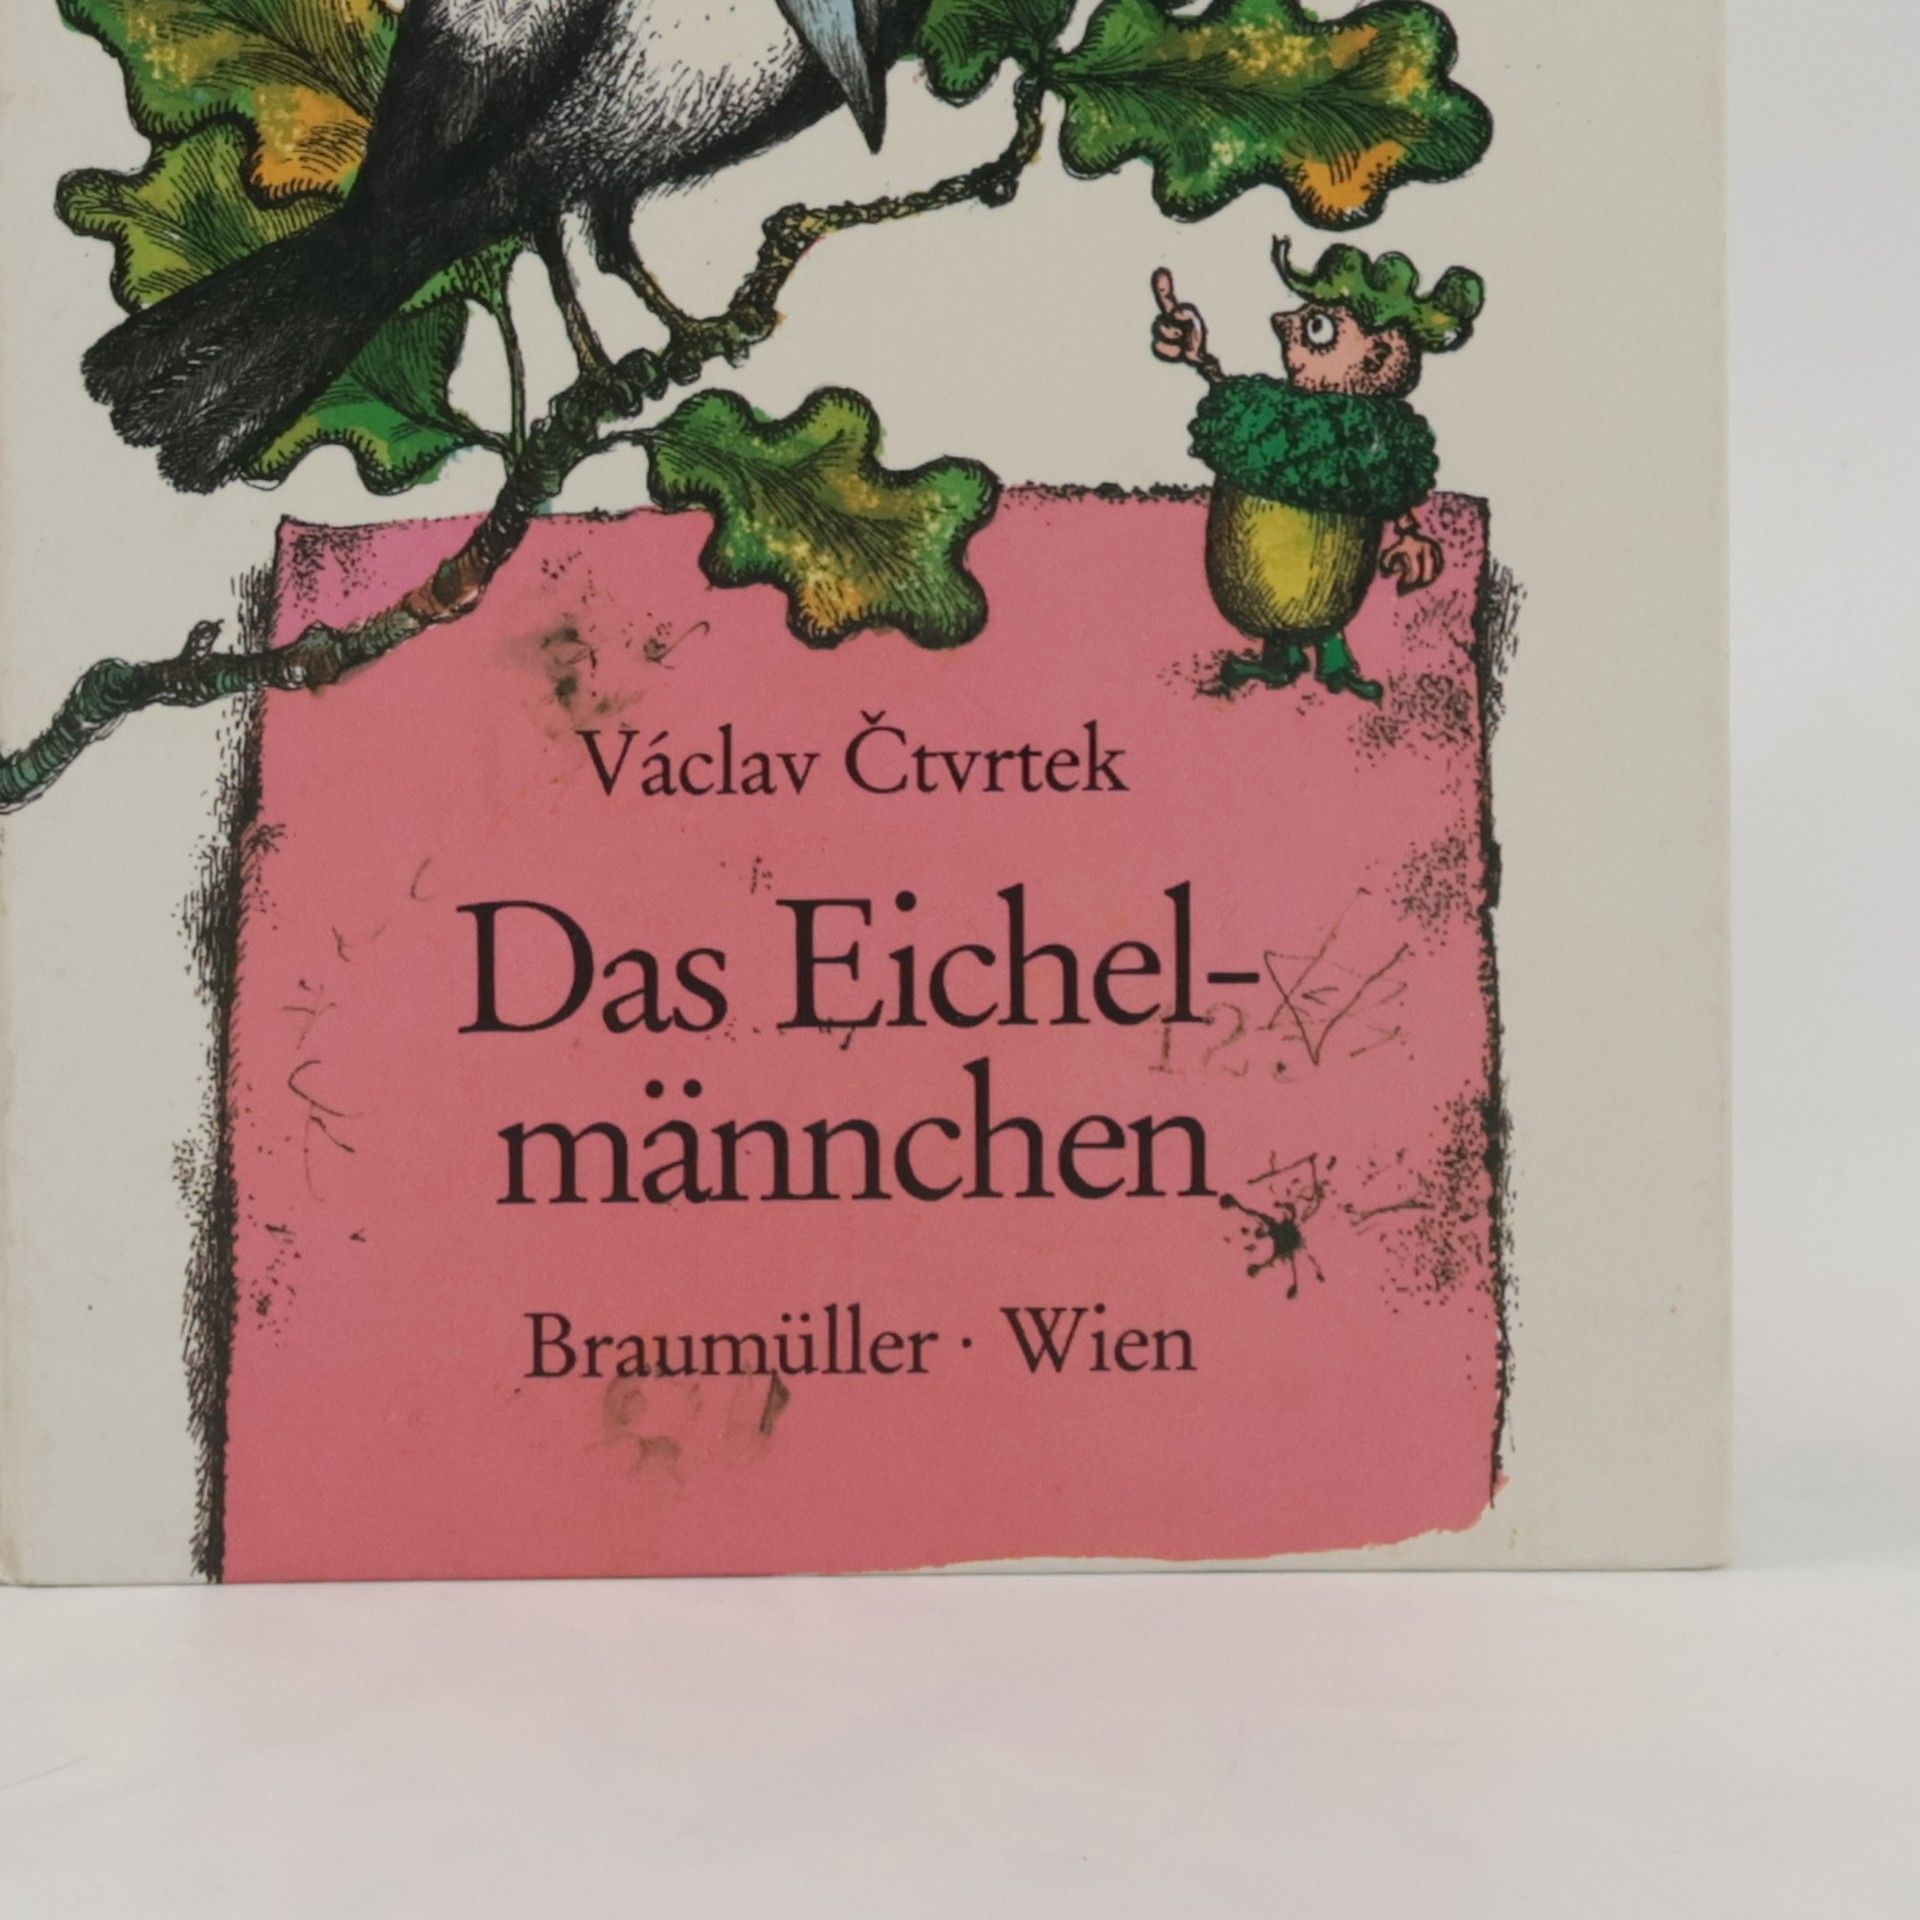 Václav Čtvrtek
Das Eichel-
männchen
Braumüller · Wien